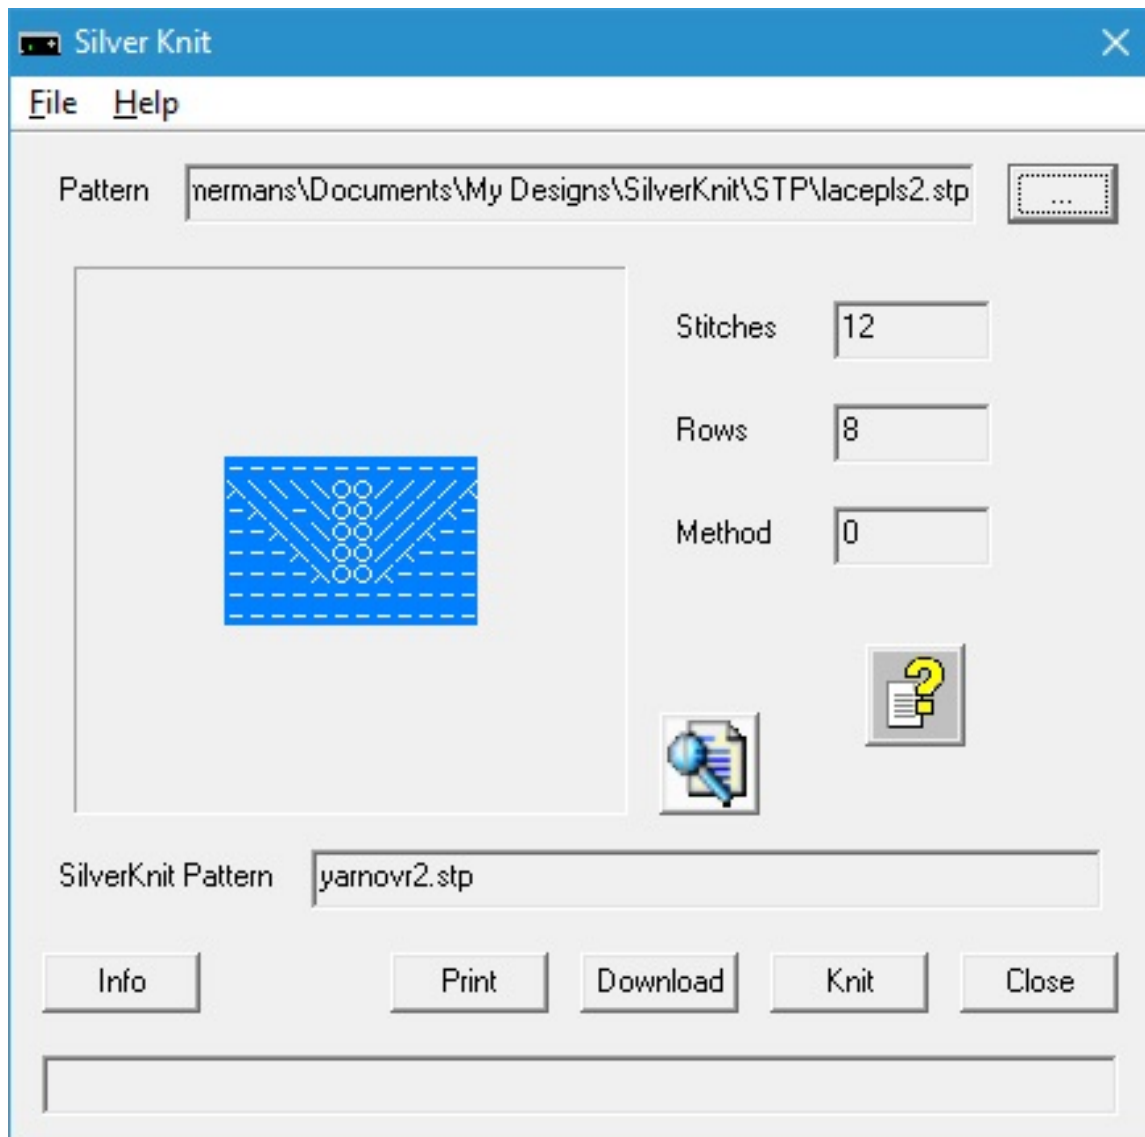 Silver Knit
File Help
Pattern nermans\Documents\My Designs\SilverKnit\STP\lacepls2.stp ...
Stitches 12
Rows 8
Method 0
SilverKnit Pattern yarnovr2.stp
Info Print Download Knit Close